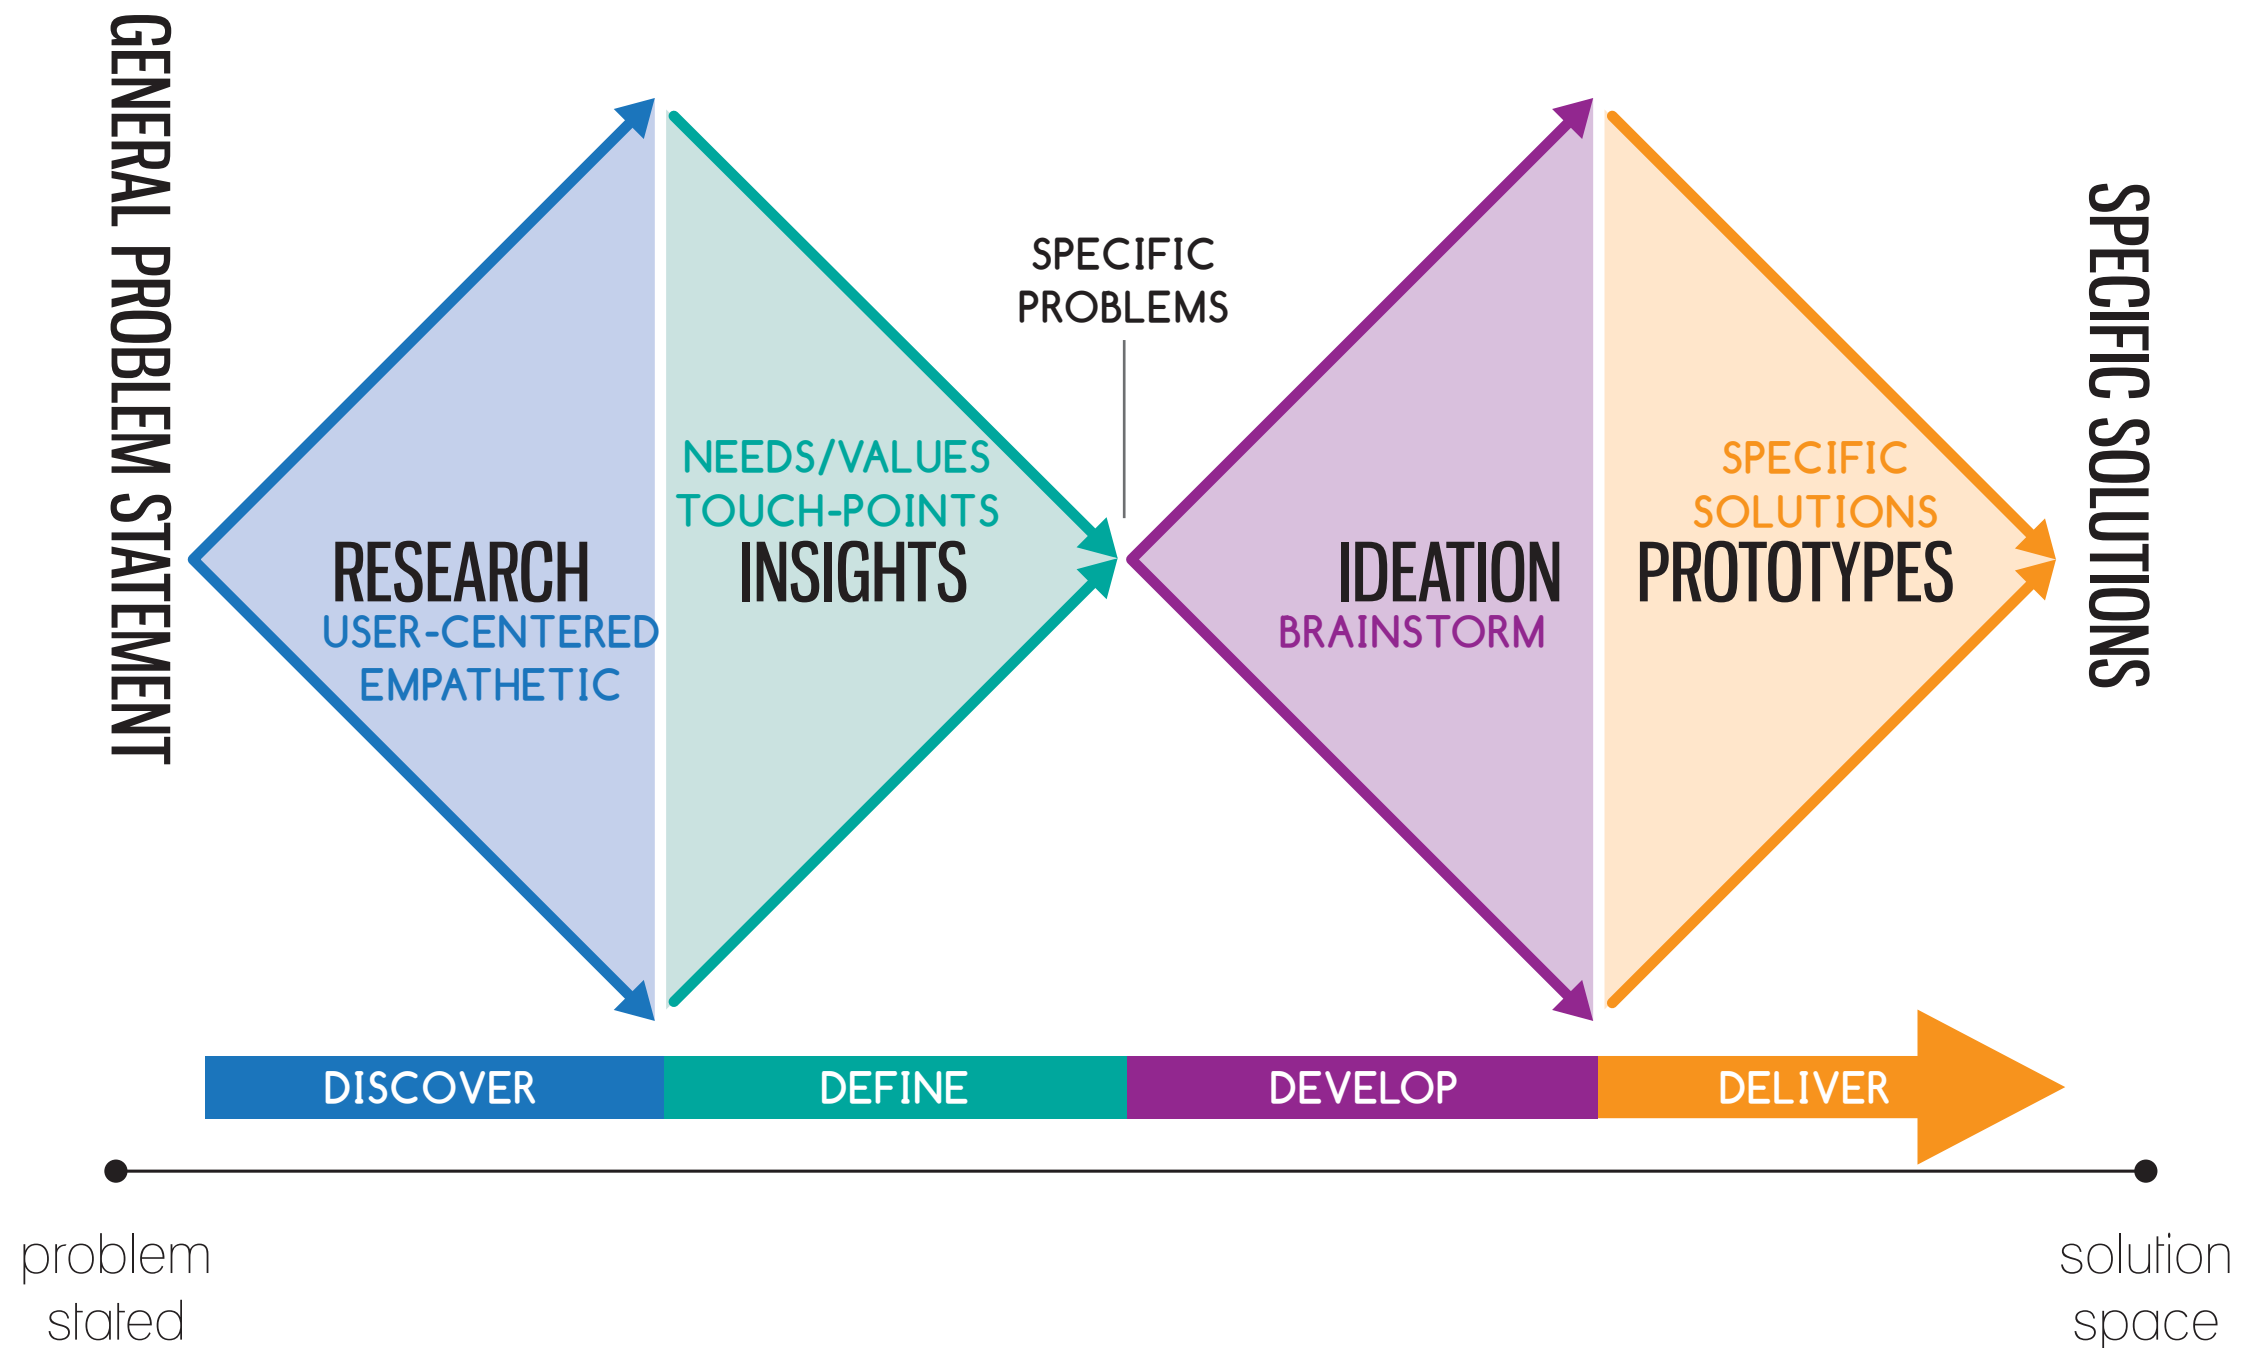 GENERAL PROBLEM STATEMENT
RESEARCH
USER-CENTERED
EMPATHETIC
NEEDS/VALUES
TOUCH-POINTS
INSIGHTS
SPECIFIC
PROBLEMS
IDEATION
BRAINSTORM
SPECIFIC
SOLUTIONS
PROTOTYPES
SPECIFIC SOLUTIONS
DISCOVER
DEFINE
DEVELOP
DELIVER
problem
stated
solution
space